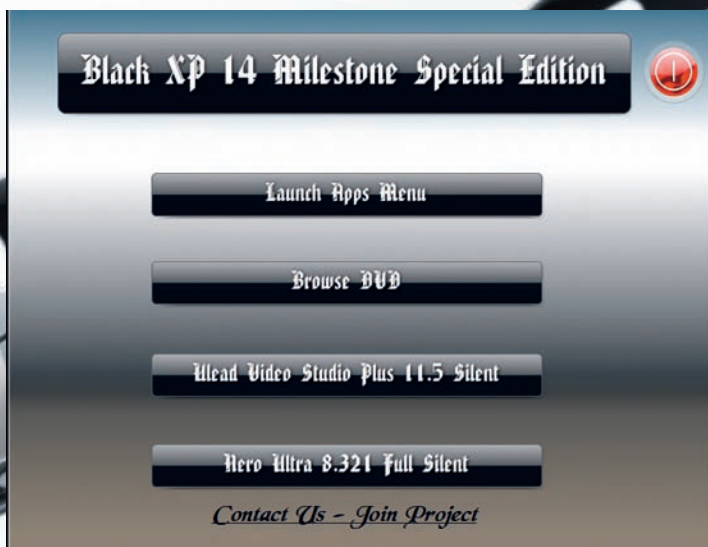 Black XP 14 Milestone Special Edition
Launch Apps Menu
Browse DVD
Ulead Video Studio Plus 11.5 Silent
Nero Ultra 8.321 Full Silent
Contact Us - Join Project